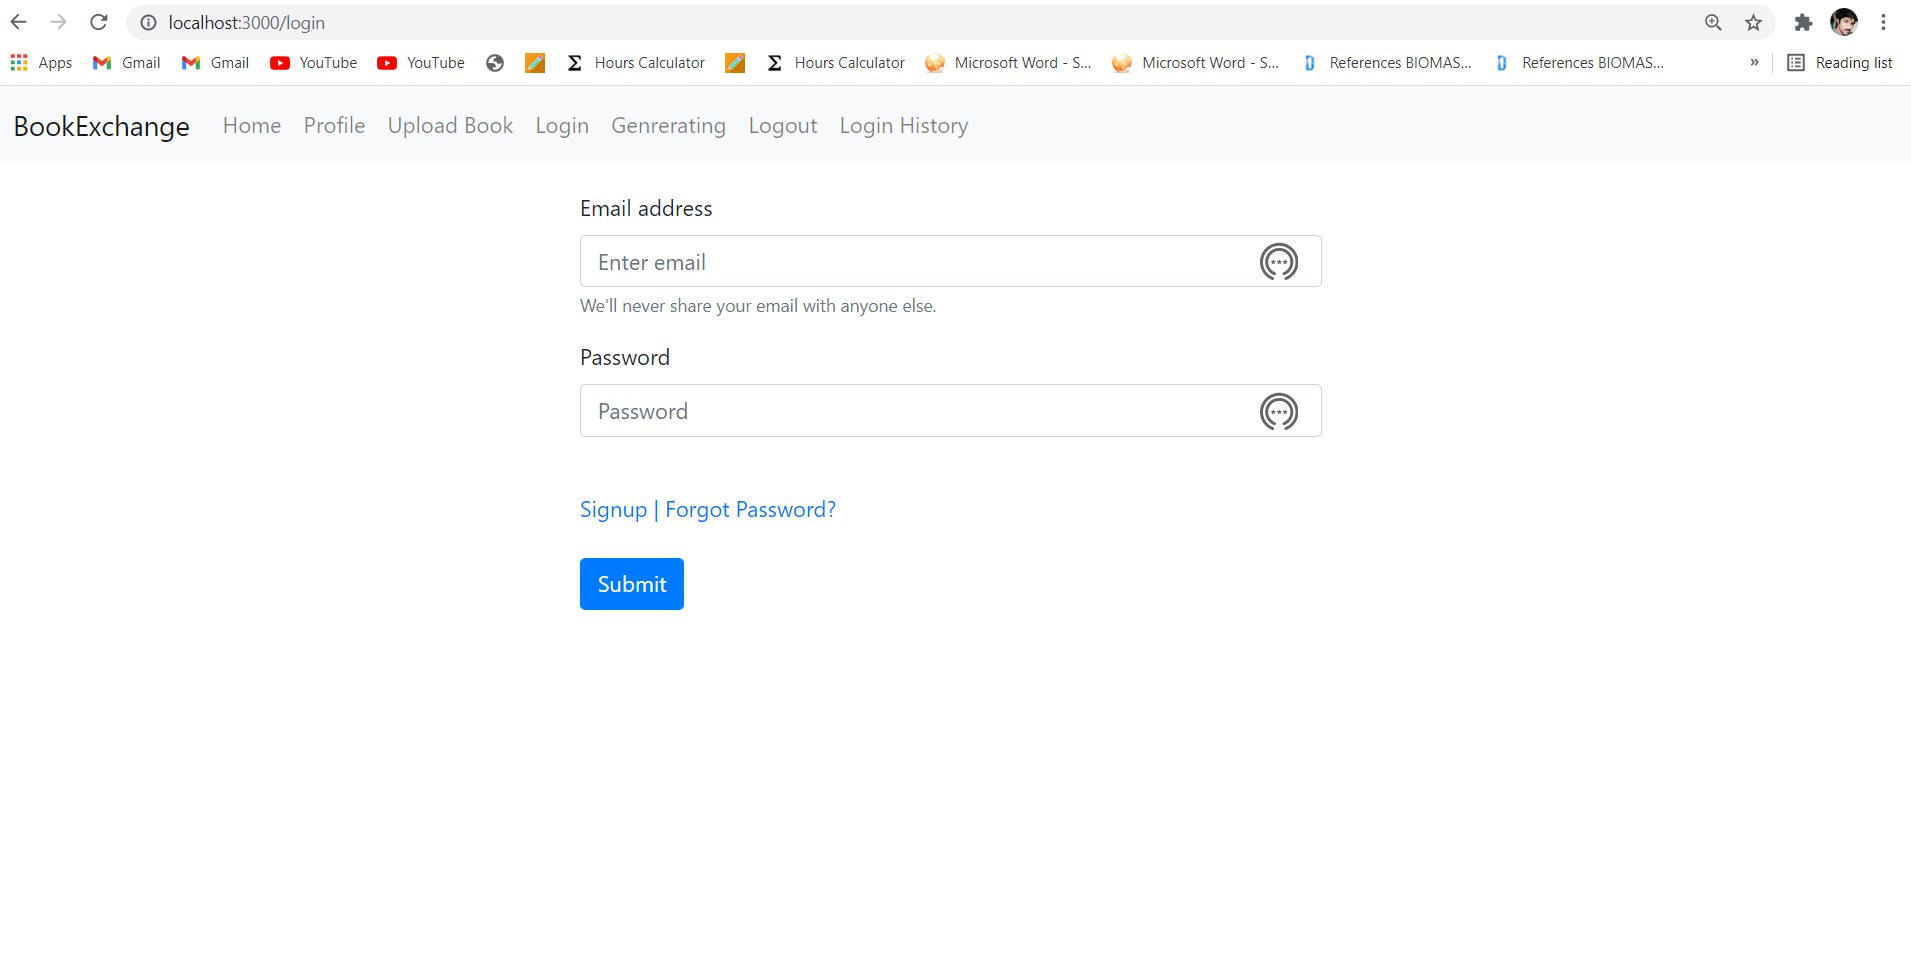 localhost:3000/login
Apps Gmail Gmail YouTube YouTube Hours Calculator Hours Calculator Microsoft Word - S... Microsoft Word - S... References BIOMAS... References BIOMAS... » Reading list
BookExchange Home Profile Upload Book Login Genrerating Logout Login History
Email address
Enter email
We'll never share your email with anyone else.
Password
Password
Signup | Forgot Password?
Submit